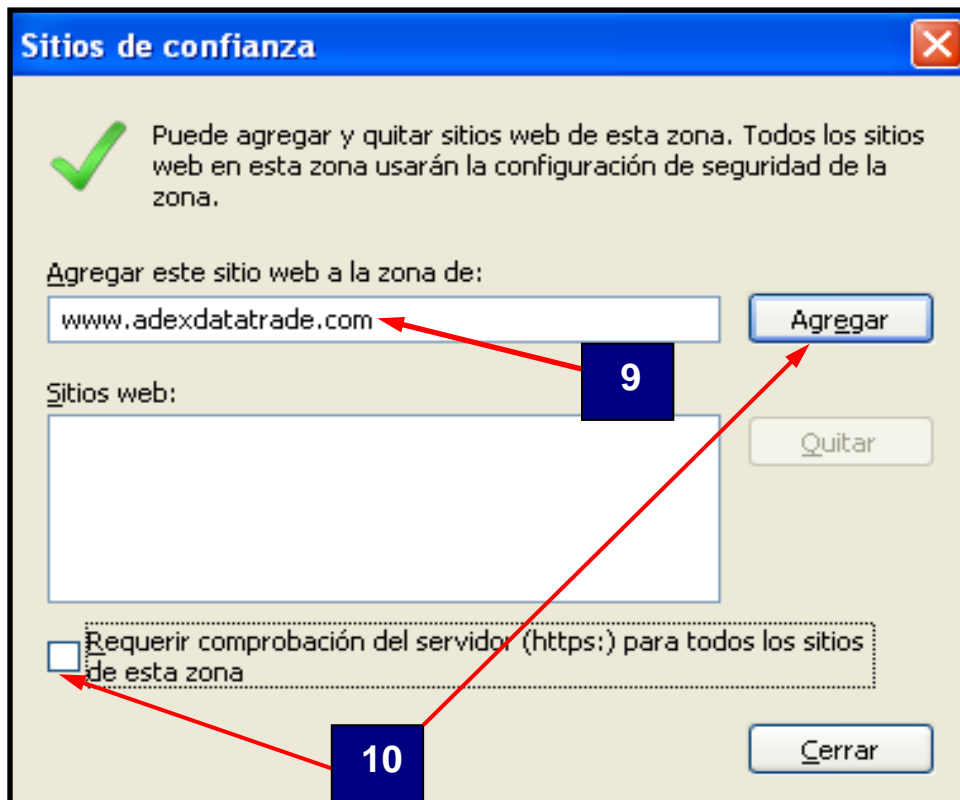 Sitios de confianza
Puede agregar y quitar sitios web de esta zona. Todos los sitios
web en esta zona usarán la configuración de seguridad de la
zona.
Agregar este sitio web a la zona de:
www.adexdatatrade.com
Agregar
9
Sitios web:
Quitar
Requerir comprobación del servidor (https:) para todos los sitios
de esta zona
10
Cerrar